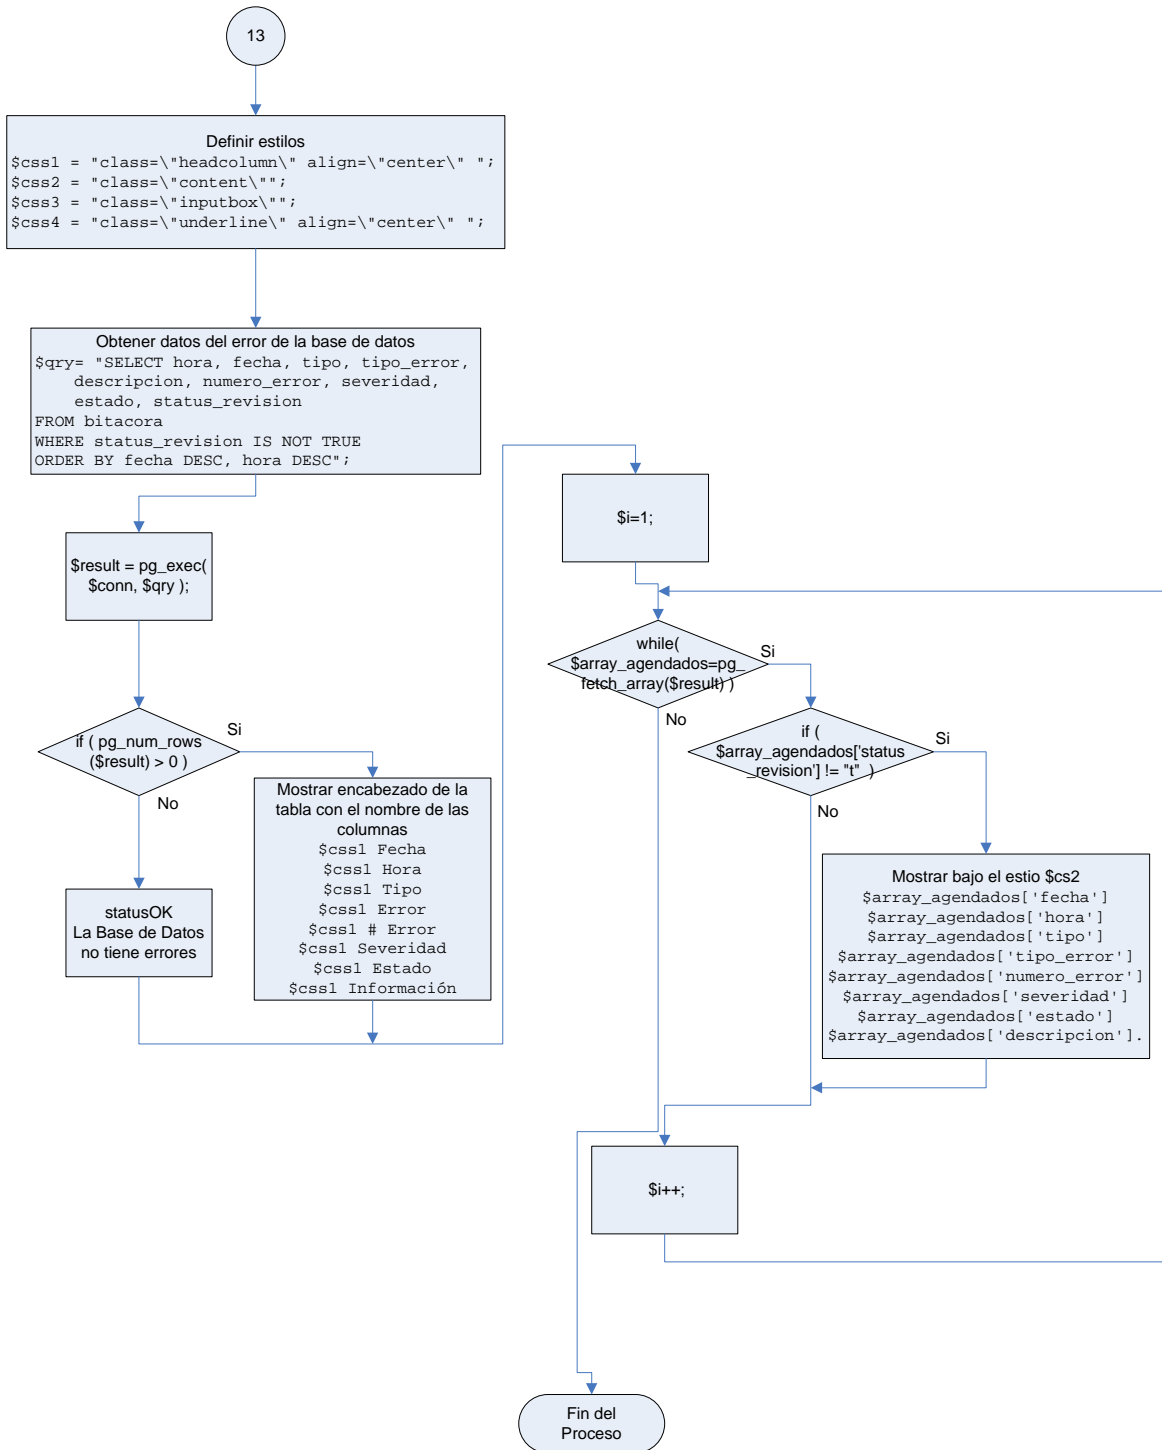 13
Definir estilos
$css1 = "class=\"headcolumn\" align=\"center\" ";
$css2 = "class=\"content\"";
$css3 = "class=\"inputbox\"";
$css4 = "class=\"underline\" align=\"center\" ";
Obtener datos del error de la base de datos
$qry= "SELECT hora, fecha, tipo, tipo_error,
descripcion, numero_error, severidad,
estado, status_revision
FROM bitacora
WHERE status_revision IS NOT TRUE
ORDER BY fecha DESC, hora DESC";
$result = pg_exec(
$conn, $qry );
if ( pg_num_rows
($result) > 0 )
Si
No
statusOK
La Base de Datos
no tiene errores
Mostrar encabezado de la
tabla con el nombre de las
columnas
$css1 Fecha
$css1 Hora
$css1 Tipo
$css1 Error
$css1 # Error
$css1 Severidad
$css1 Estado
$css1 Información
$i=1;
while(
$array_agendados=pg_
fetch_array($result) )
Si
No
if (
$array_agendados['status
_revision'] != "t"  )
Si
No
Mostrar bajo el estio $cs2
$array_agendados['fecha']
$array_agendados['hora']
$array_agendados['tipo']
$array_agendados['tipo_error']
$array_agendados['numero_error']
$array_agendados['severidad']
$array_agendados['estado']
$array_agendados['descripcion'].
$i++;
Fin del
Proceso